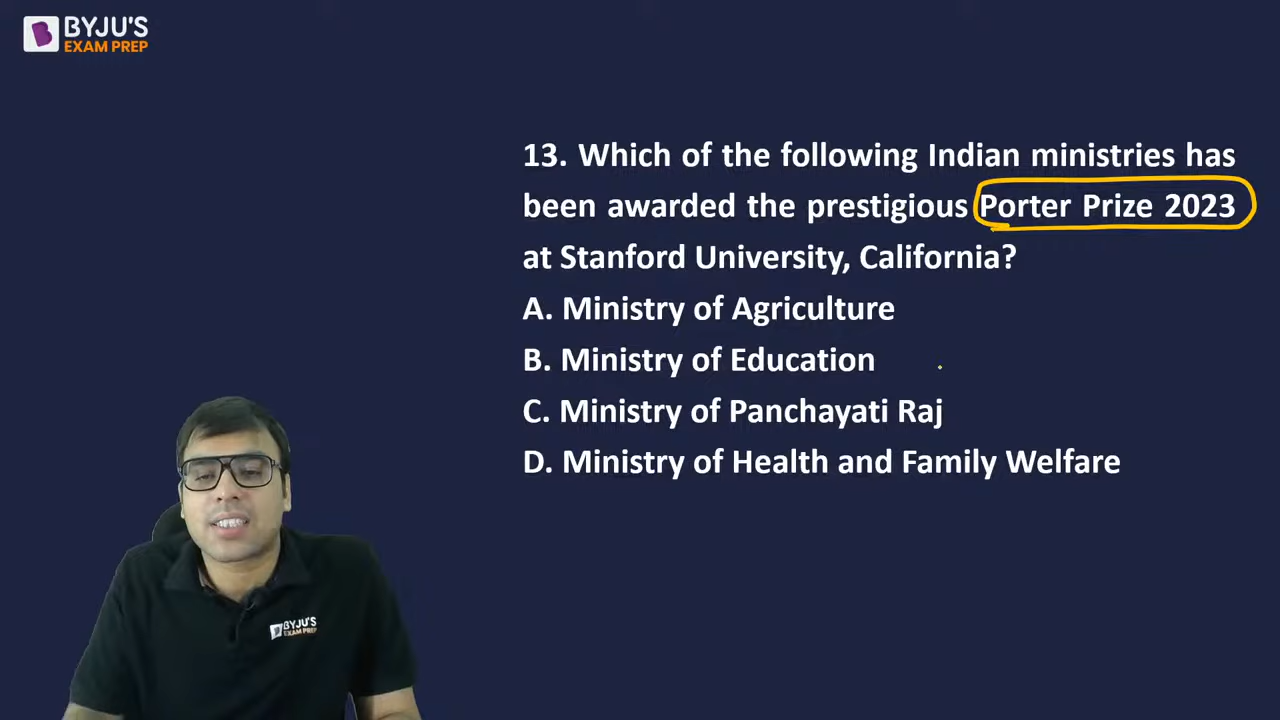 BYJU'S
EXAM PREP
13. Which of the following Indian ministries has
been awarded the prestigious Porter Prize 2023
at Stanford University, California?
A. Ministry of Agriculture
B. Ministry of Education
C. Ministry of Panchayati Raj
D. Ministry of Health and Family Welfare
BYJU'S
EXAM PREP